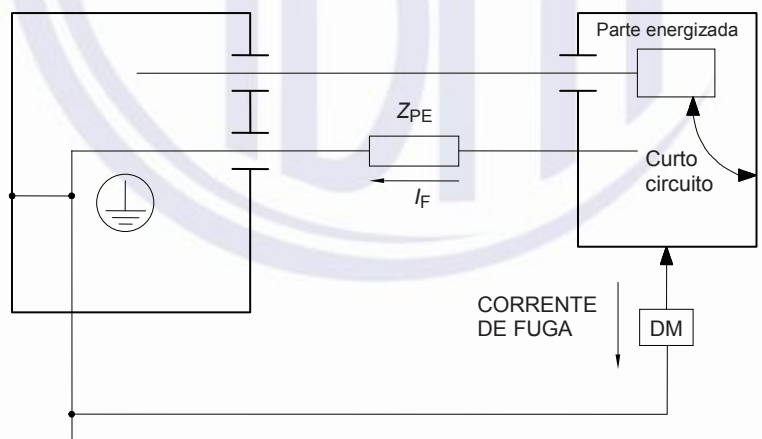 Parte energizada
Z_PE
Curto
circuito
I_F
CORRENTE
DE FUGA
DM